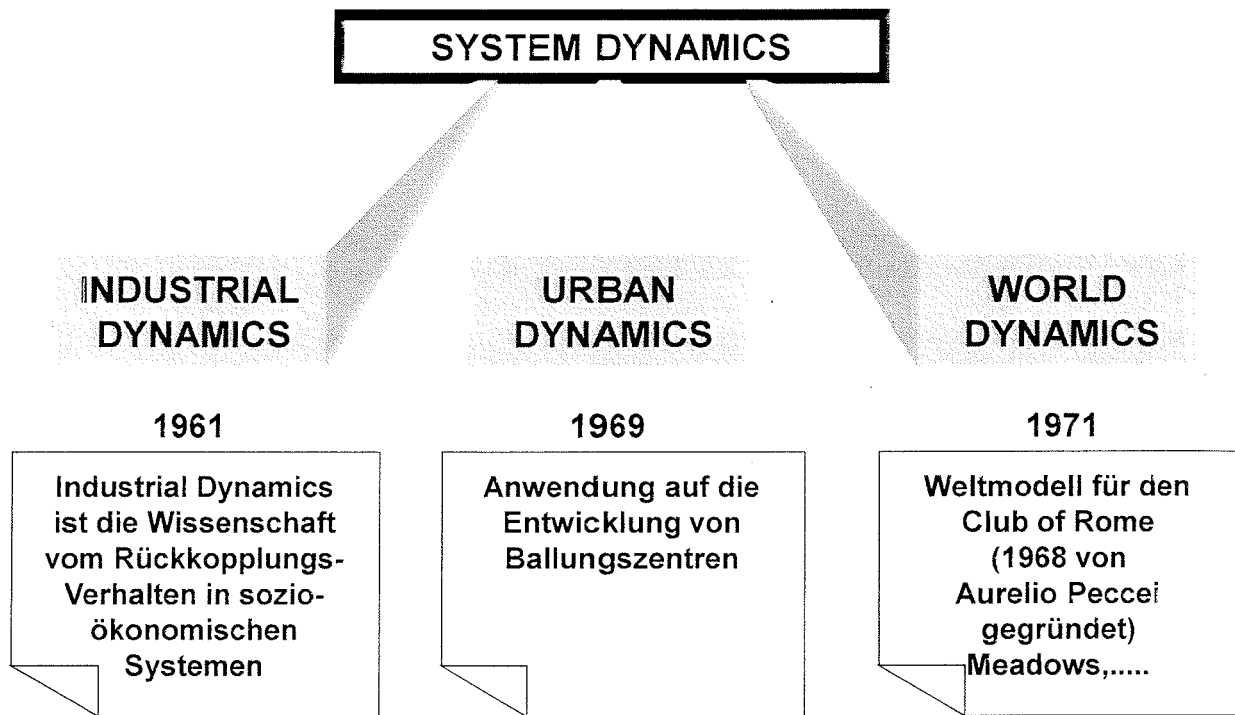 SYSTEM DYNAMICS
INDUSTRIAL
DYNAMICS
URBAN
DYNAMICS
WORLD
DYNAMICS
1961
Industrial Dynamics
ist die Wissenschaft
vom Rückkopplungs-
Verhalten in sozio-
ökonomischen
Systemen
1969
Anwendung auf die
Entwicklung von
Ballungszentren
1971
Weltmodell für den
Club of Rome
(1968 von
Aurelio Peccei
gegründet)
Meadows,.....